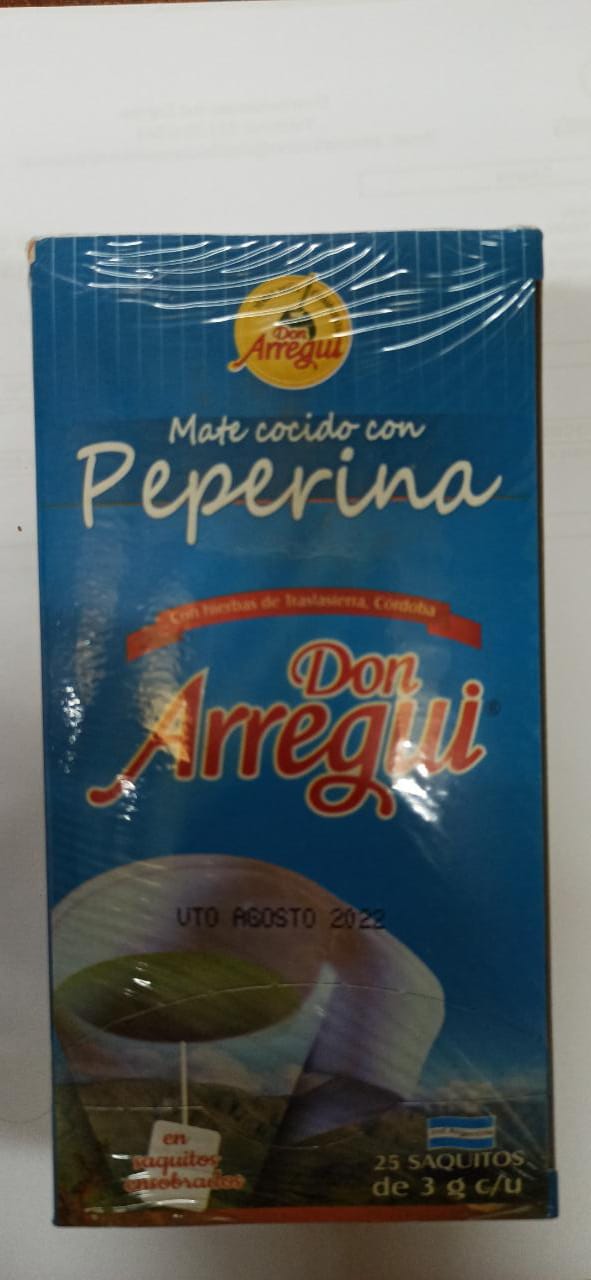 Don
Arregui
Mate cocido con
Peperina
Con hierbas de Traslasierra, Córdoba
Don
Arregui®
VTO AGOSTO 2022
en
saquitos
ensobrados
25 SAQUITOS
de 3 g c/u